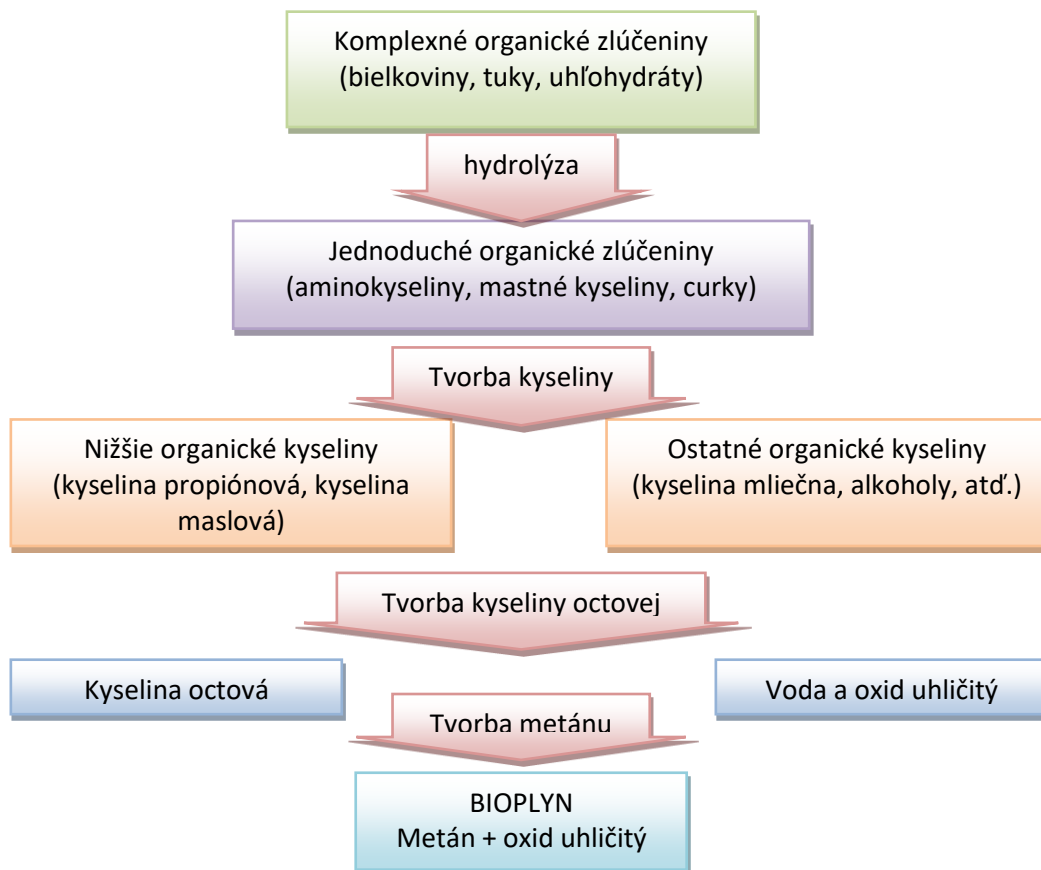 Komplexné organické zlúčeniny
(bielkoviny, tuky, uhľohydráty)
hydrolýza
Jednoduché organické zlúčeniny
(aminokyseliny, mastné kyseliny, curky)
Tvorba kyseliny
Nižšie organické kyseliny
(kyselina propiónová, kyselina
maslová)
Ostatné organické kyseliny
(kyselina mliečna, alkoholy, atď.)
Tvorba kyseliny octovej
Kyselina octová
Voda a oxid uhličitý
Tvorba metánu
BIOPLYN
Metán + oxid uhličitý